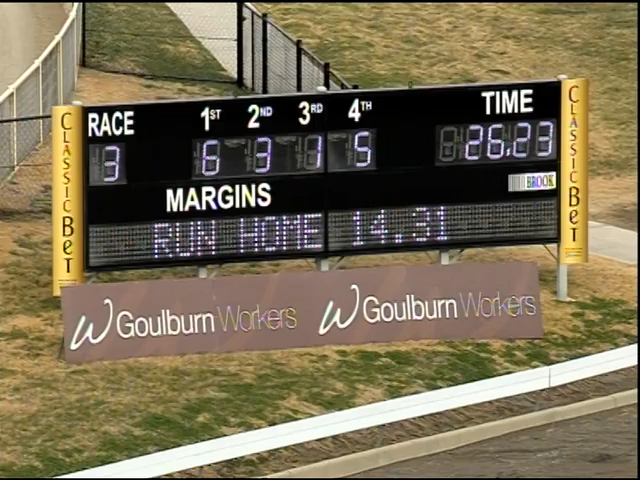 RACE 1ST 2ND 3RD 4TH TIME
3 6 3 1 5 26.23
BROOK
MARGINS
RUN HOME 14.31
CLASSICBET
CLASSICBET
Goulburn Workers Goulburn Workers